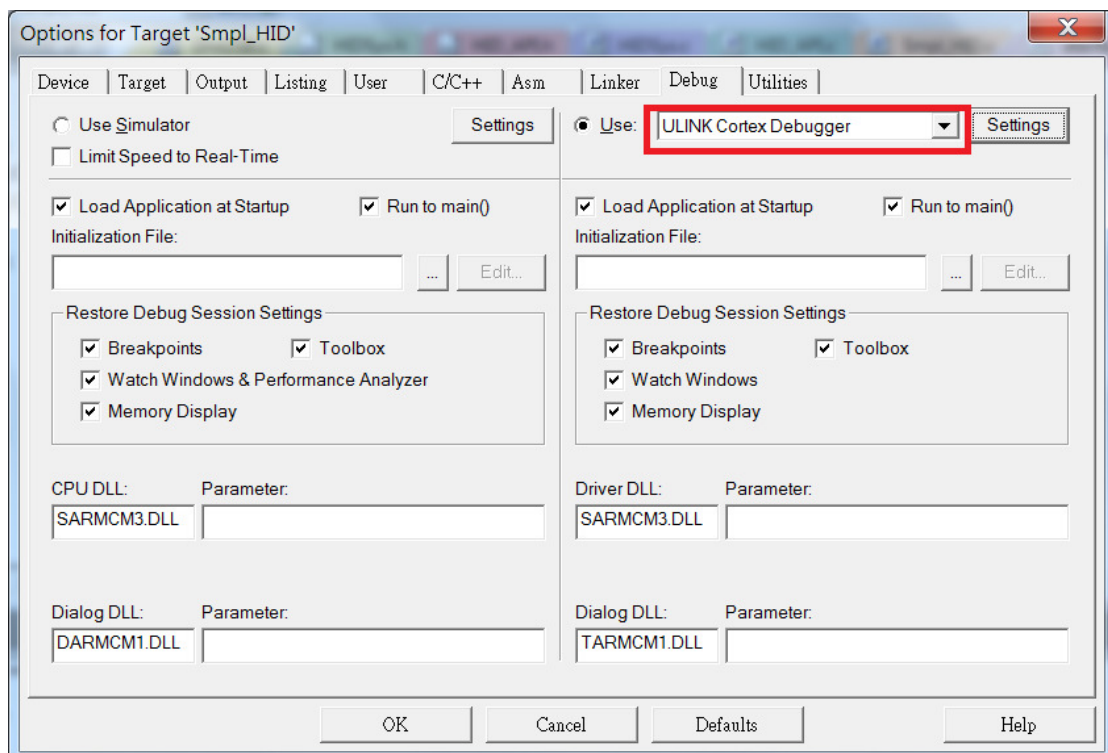 Options for Target 'Smpl_HID'
Device Target Output Listing User C/C++ Asm Linker Debug Utilities
Use Simulator Settings
Limit Speed to Real-Time
Use: ULINK Cortex Debugger Settings
Load Application at Startup Run to main()
Initialization File:
... Edit...
Restore Debug Session Settings
Breakpoints Toolbox
Watch Windows & Performance Analyzer
Memory Display
CPU DLL: Parameter:
SARMCM3.DLL
Dialog DLL: Parameter:
DARMCM1.DLL
Load Application at Startup Run to main()
Initialization File:
... Edit...
Restore Debug Session Settings
Breakpoints Toolbox
Watch Windows
Memory Display
Driver DLL: Parameter:
SARMCM3.DLL
Dialog DLL: Parameter:
TARMCM1.DLL
OK Cancel Defaults Help